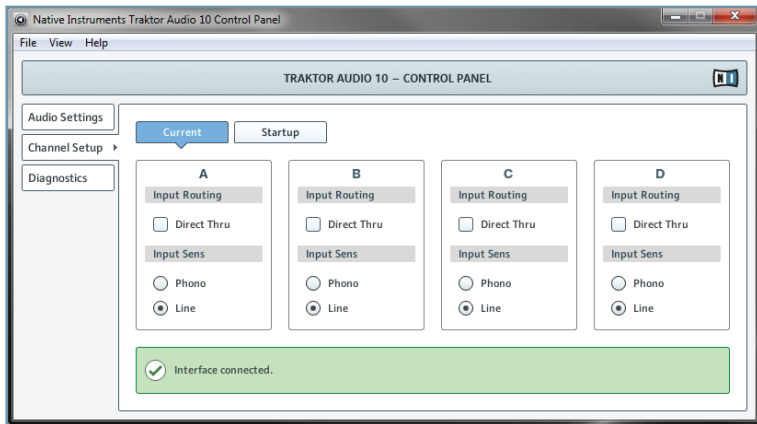 Native Instruments Traktor Audio 10 Control Panel
File View Help
TRAKTOR AUDIO 10 – CONTROL PANEL
NI
Audio Settings
Channel Setup
Diagnostics
Current Startup
A B C D
Input Routing Input Routing Input Routing Input Routing
Direct Thru Direct Thru Direct Thru Direct Thru
Input Sens Input Sens Input Sens Input Sens
Phono Phono Phono Phono
Line Line Line Line
Interface connected.